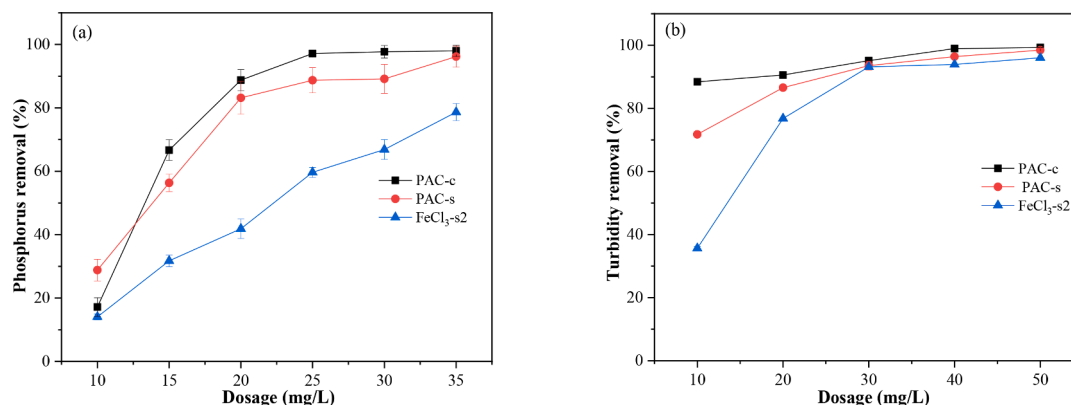 (a)
Phosphorus removal (%)
100
80
60
40
20
0
PAC-c
PAC-s
FeCl₃-s2
10 15 20 25 30 35
Dosage (mg/L)
(b)
Turbidity removal (%)
100
80
60
40
20
0
PAC-c
PAC-s
FeCl₃-s2
10 20 30 40 50
Dosage (mg/L)